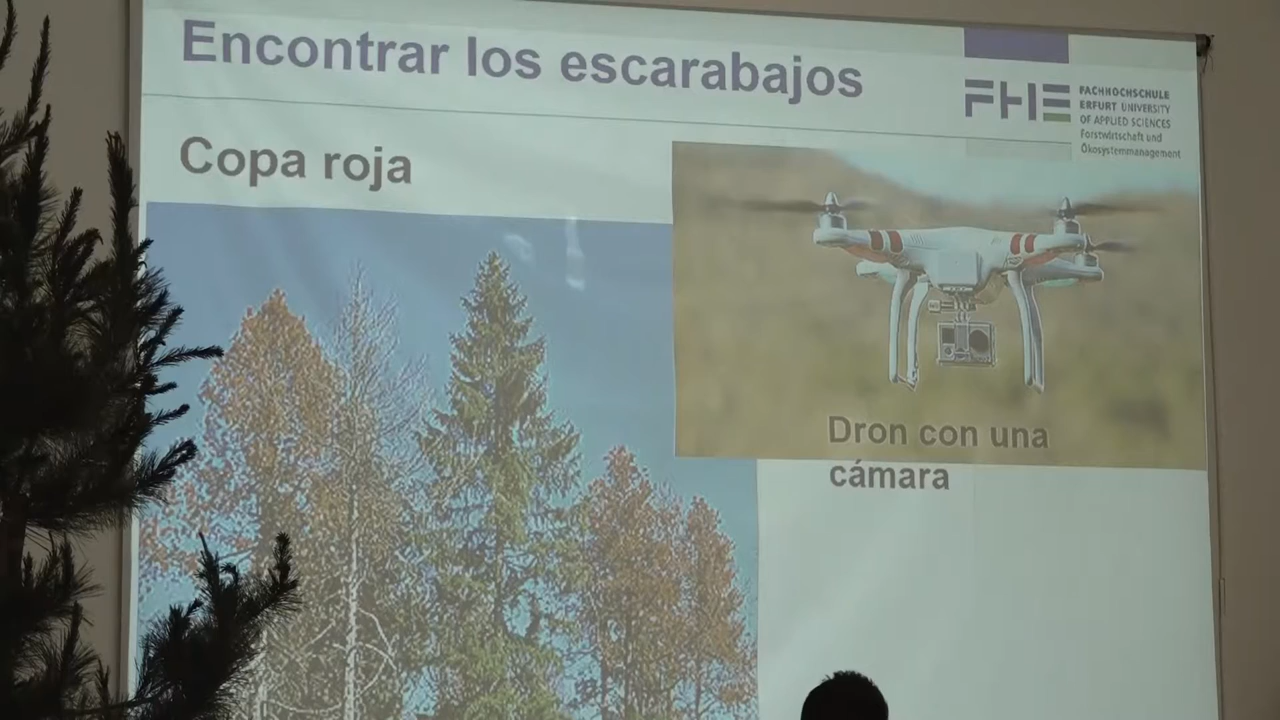 Encontrar los escarabajos
FHE
FACHHOCHSCHULE
ERFURT UNIVERSITY
OF APPLIED SCIENCES
Forstwirtschaft und
Ökosystemmanagement
Copa roja
Dron con una
cámara